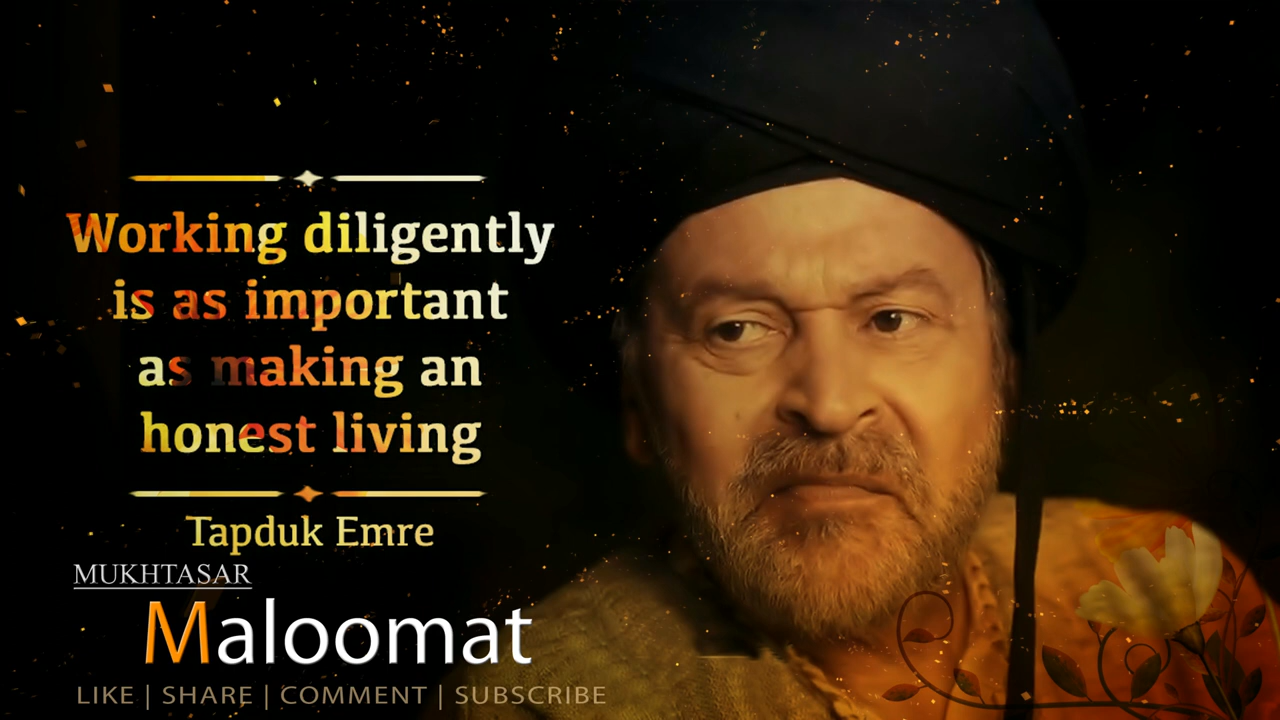 Working diligently
is as important
as making an
honest living
Tapduk Emre
MUKHTASAR
Maloomat
LIKE | SHARE | COMMENT | SUBSCRIBE